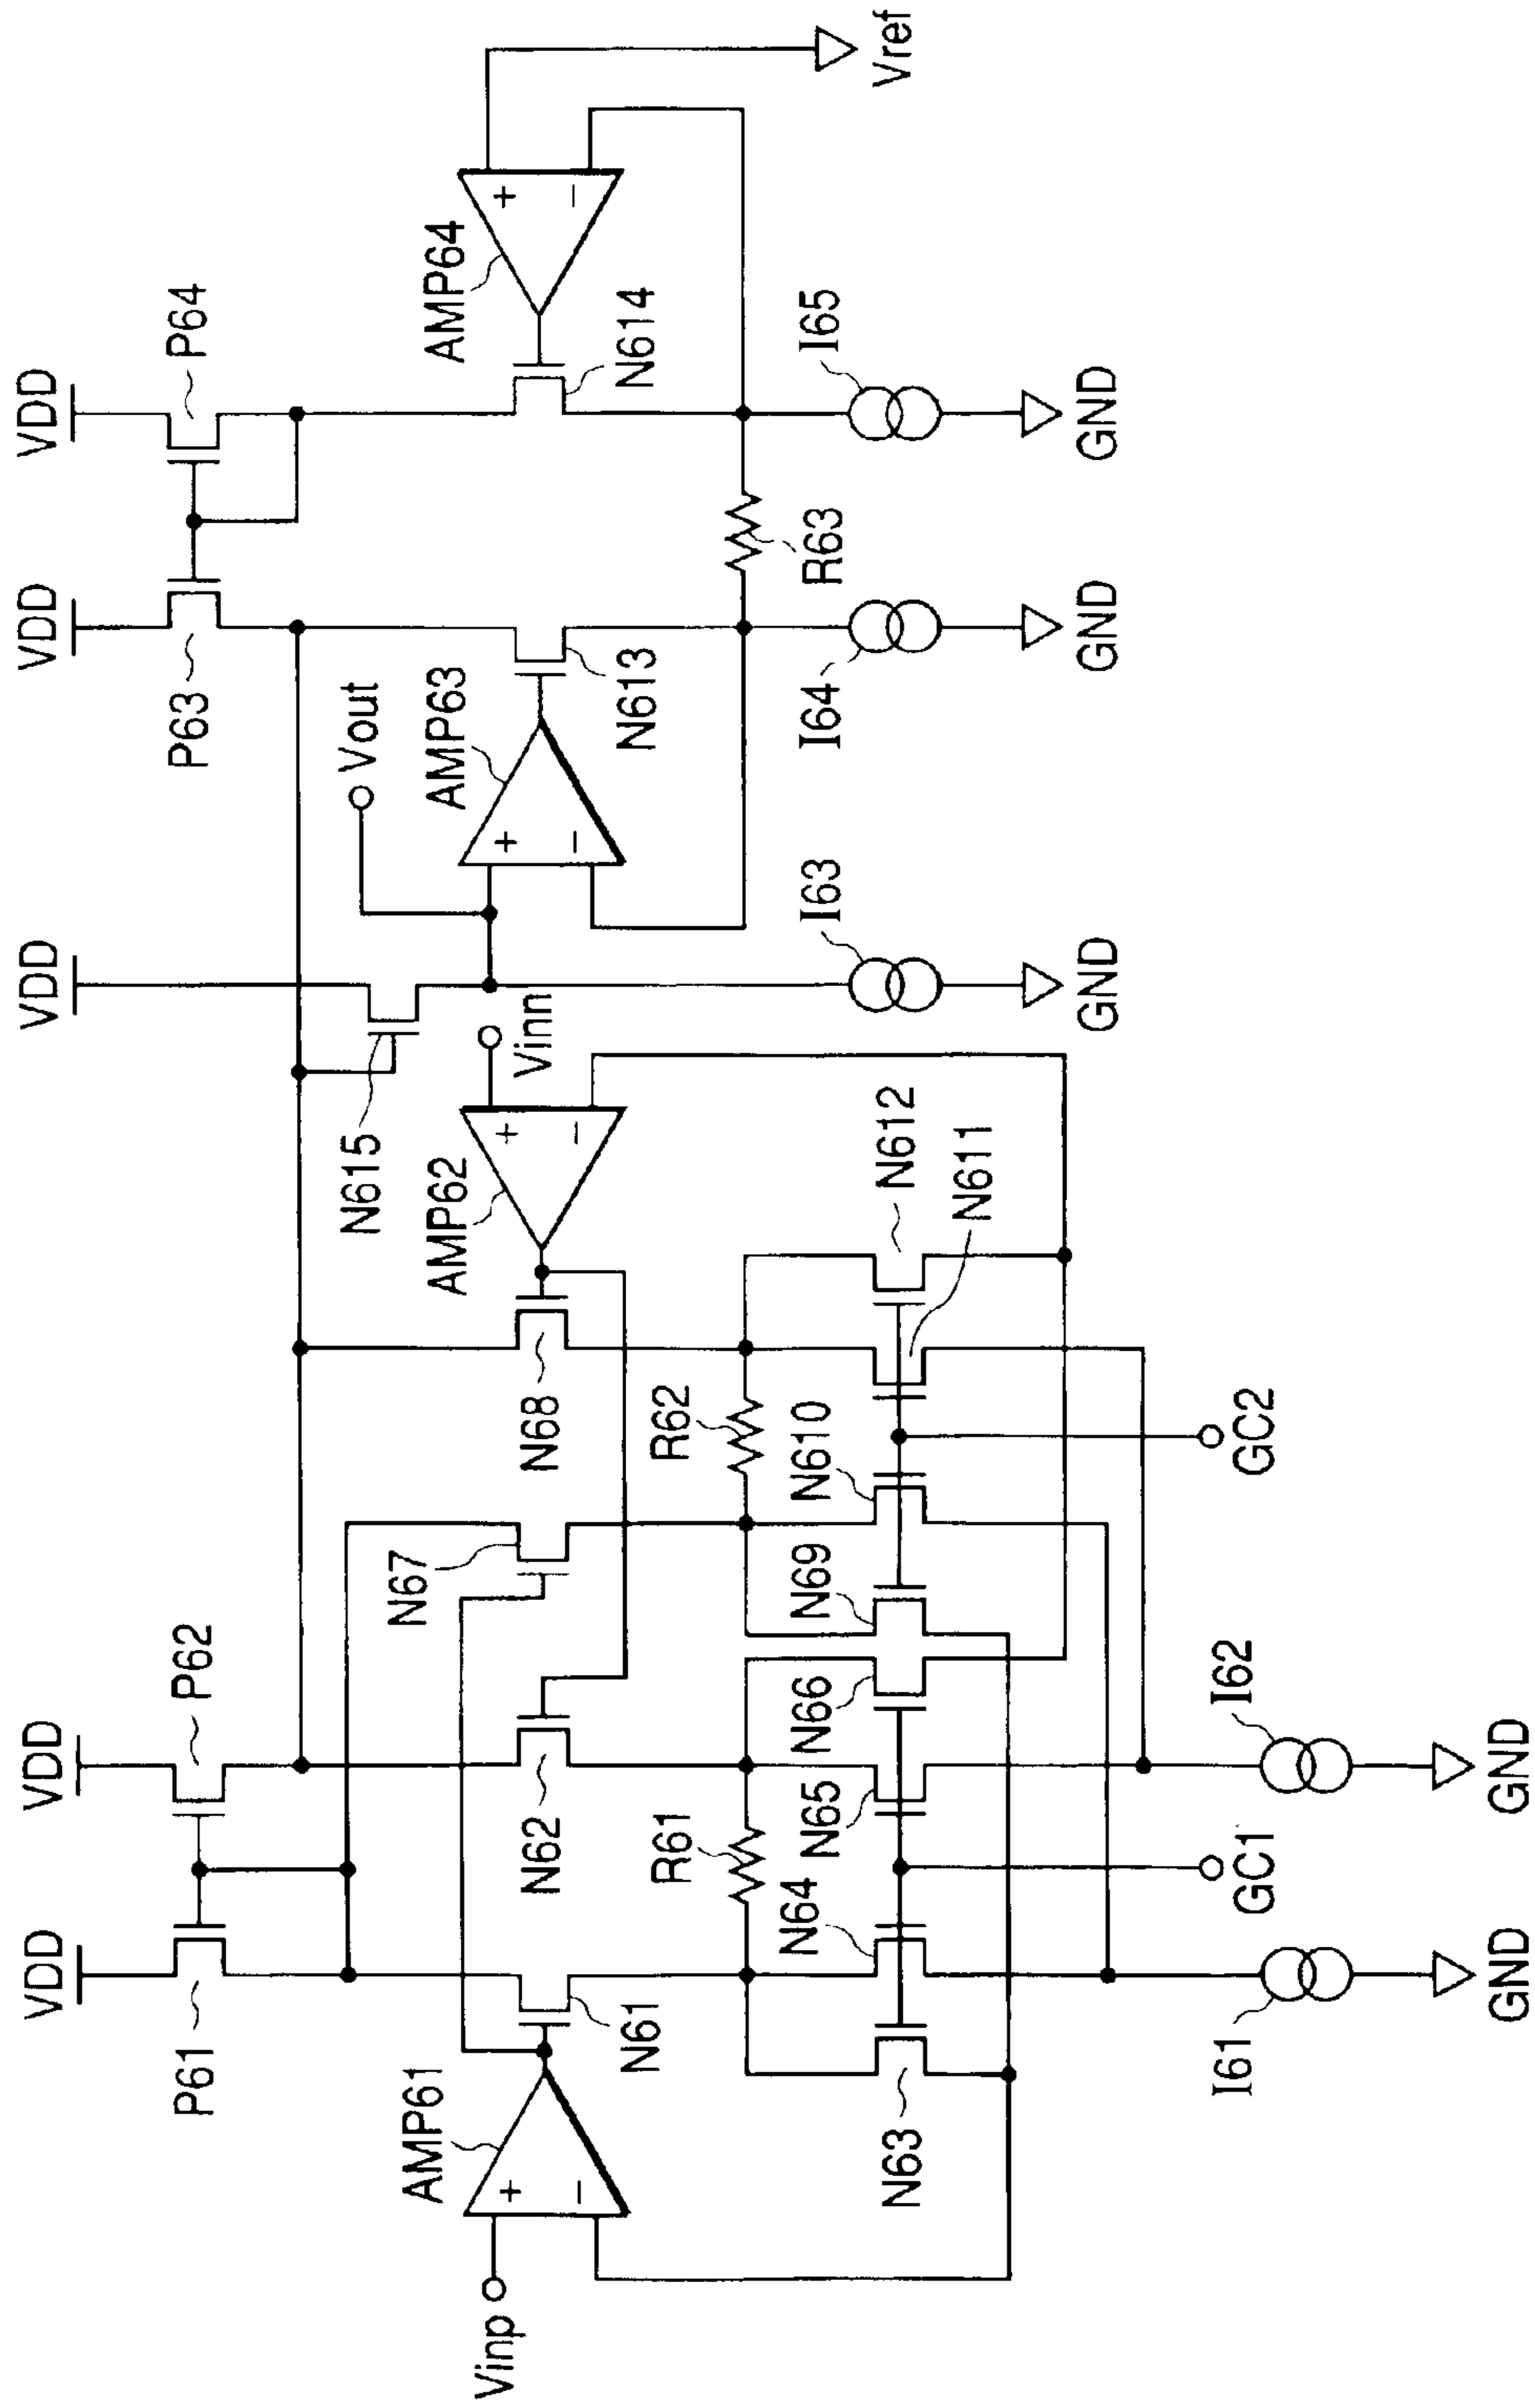 VDD
VDD
VDD
VDD
VDD
P61
P62
P63
P64
N615
Vout
AMP61
N67
AMP62
AMP63
AMP64
Vinp
+
−
N62
N68
+
−
Vinn
+
−
+
−
N61
N613
N614
R61
R62
N64
N65
N66
N69
N610
I63
I64
R63
I65
N63
N612
Vref
N611
GND
GND
GND
I61
GC1
I62
GC2
GND
GND